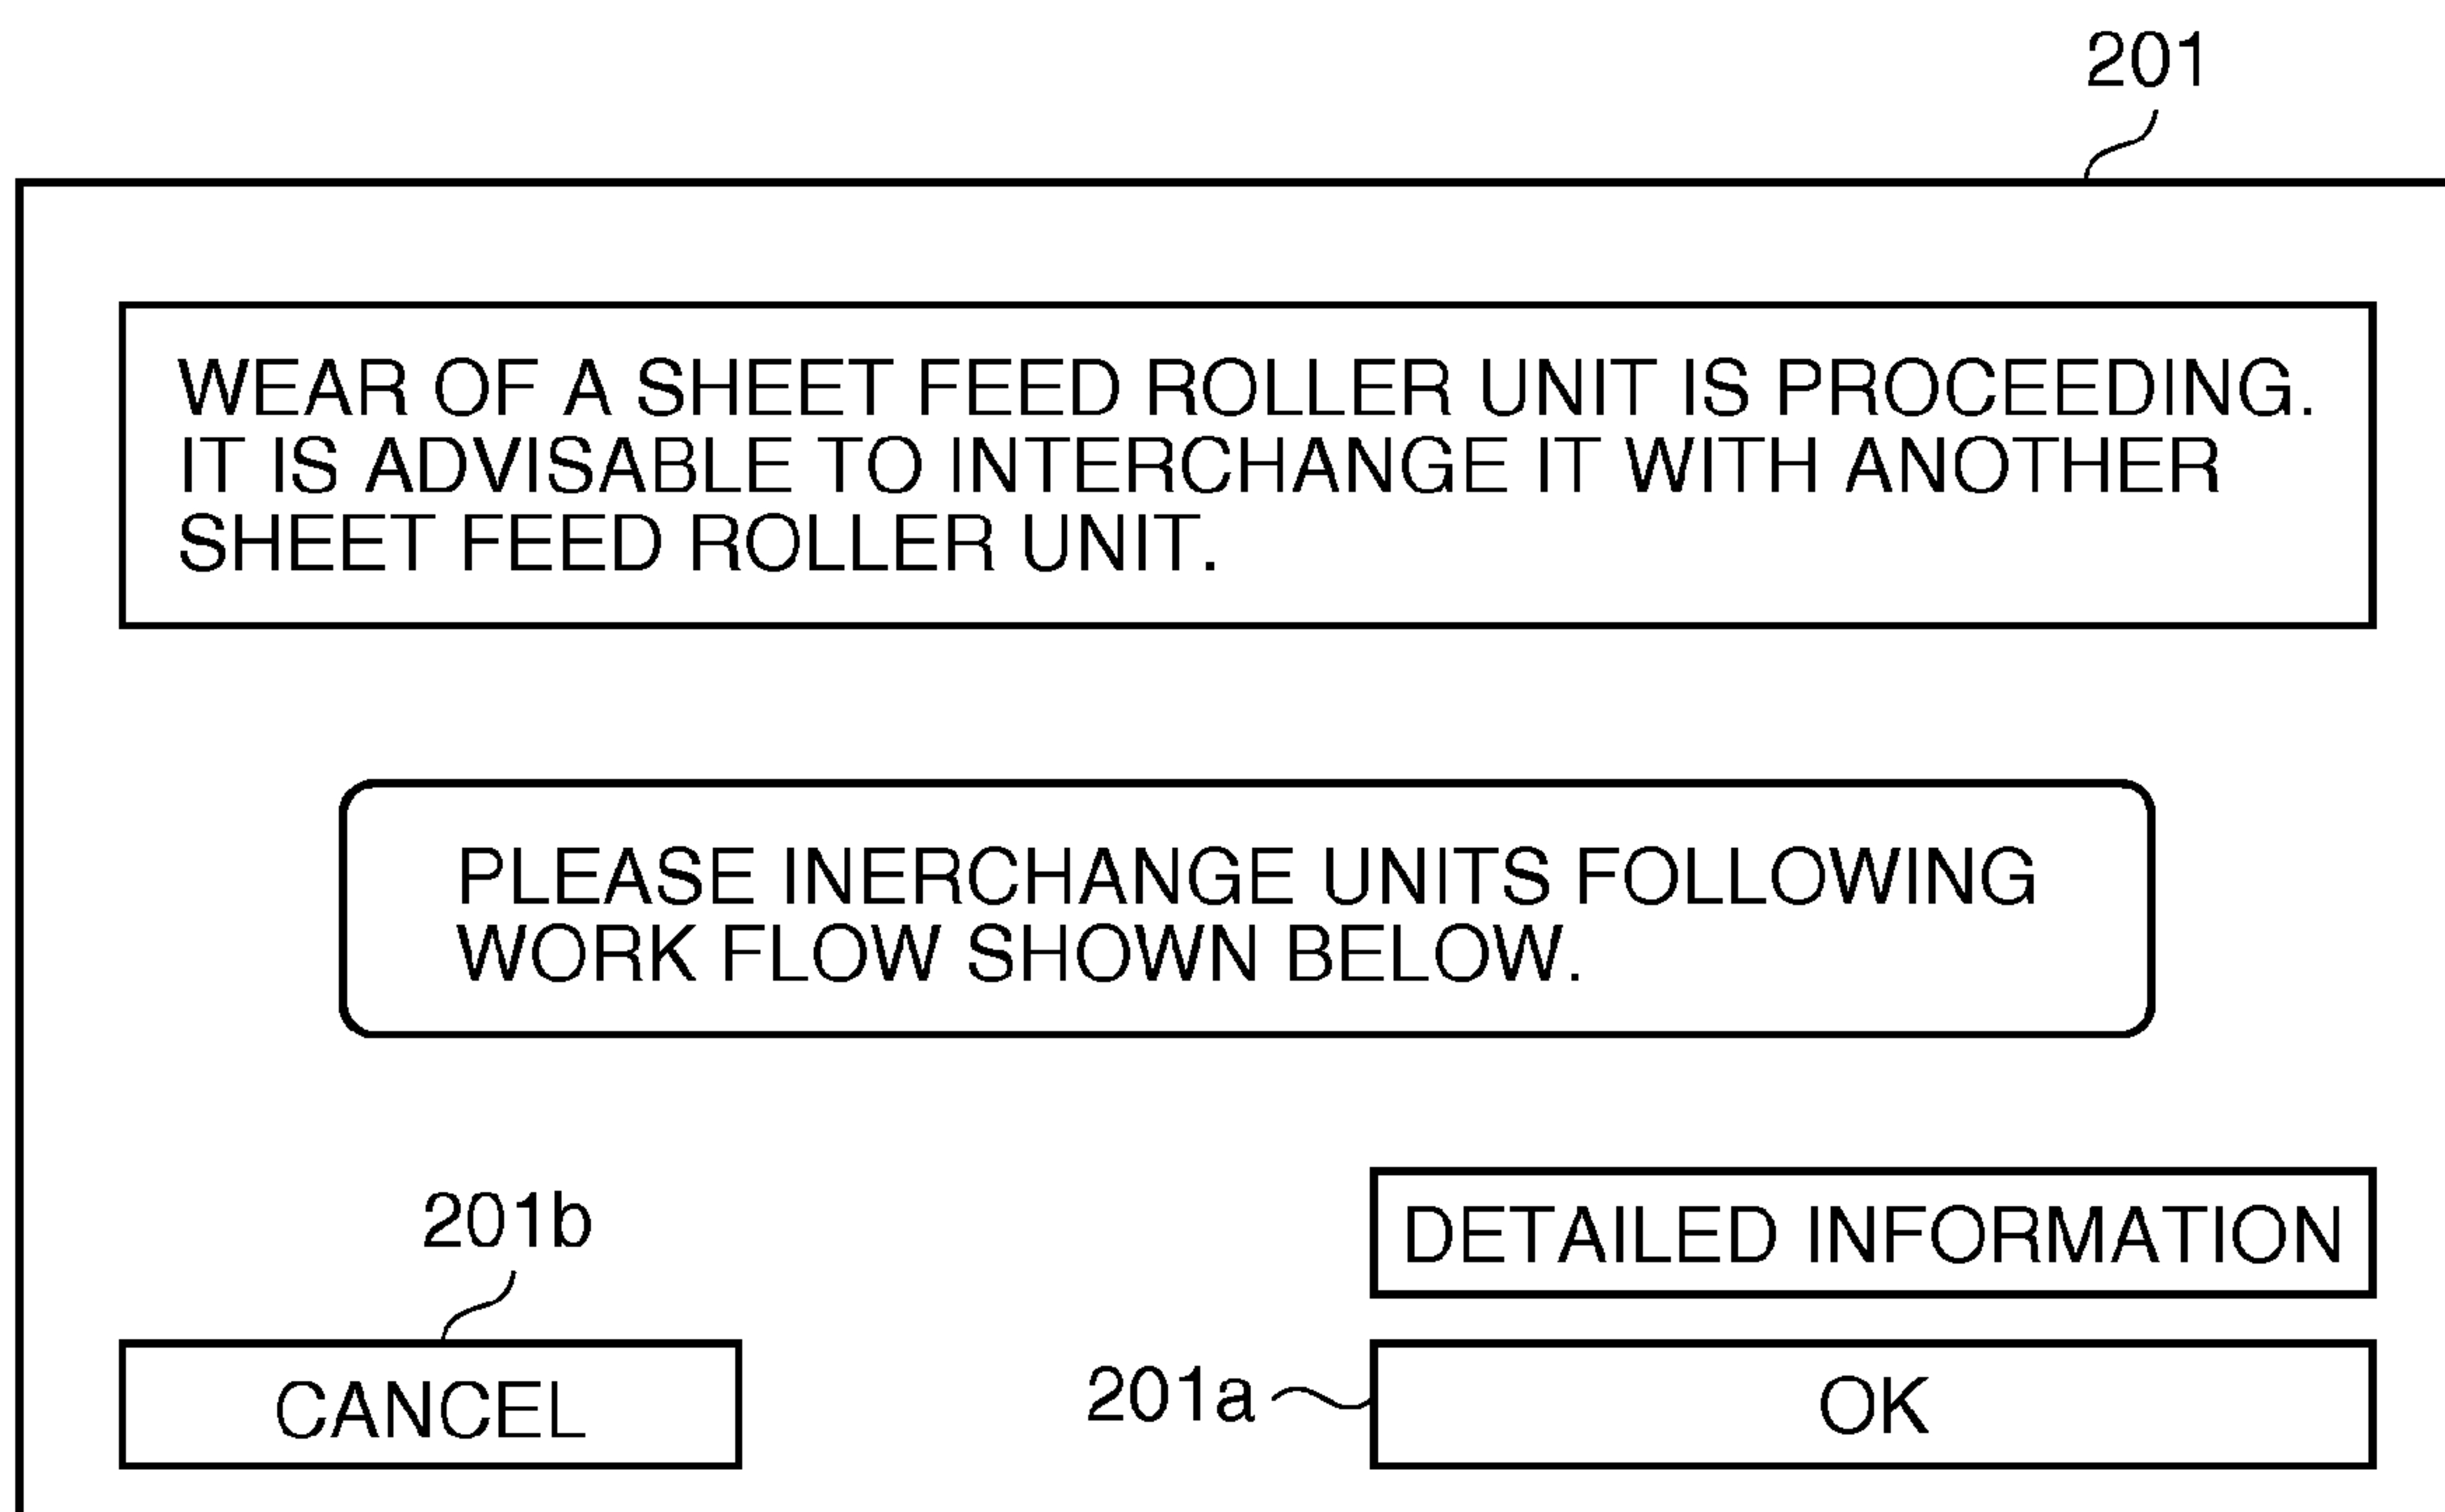 201
WEAR OF A SHEET FEED ROLLER UNIT IS PROCEEDING.
IT IS ADVISABLE TO INTERCHANGE IT WITH ANOTHER
SHEET FEED ROLLER UNIT.
PLEASE INERCHANGE UNITS FOLLOWING
WORK FLOW SHOWN BELOW.
201b
DETAILED INFORMATION
CANCEL
201a
OK